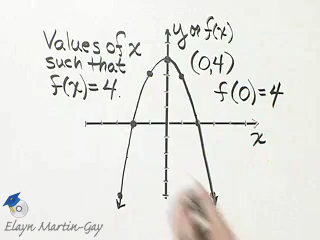 Values of x
such that
f(x)=4.
y or f(x)
(0,4)
f(0)=4
x
Elayn Martin-Gay